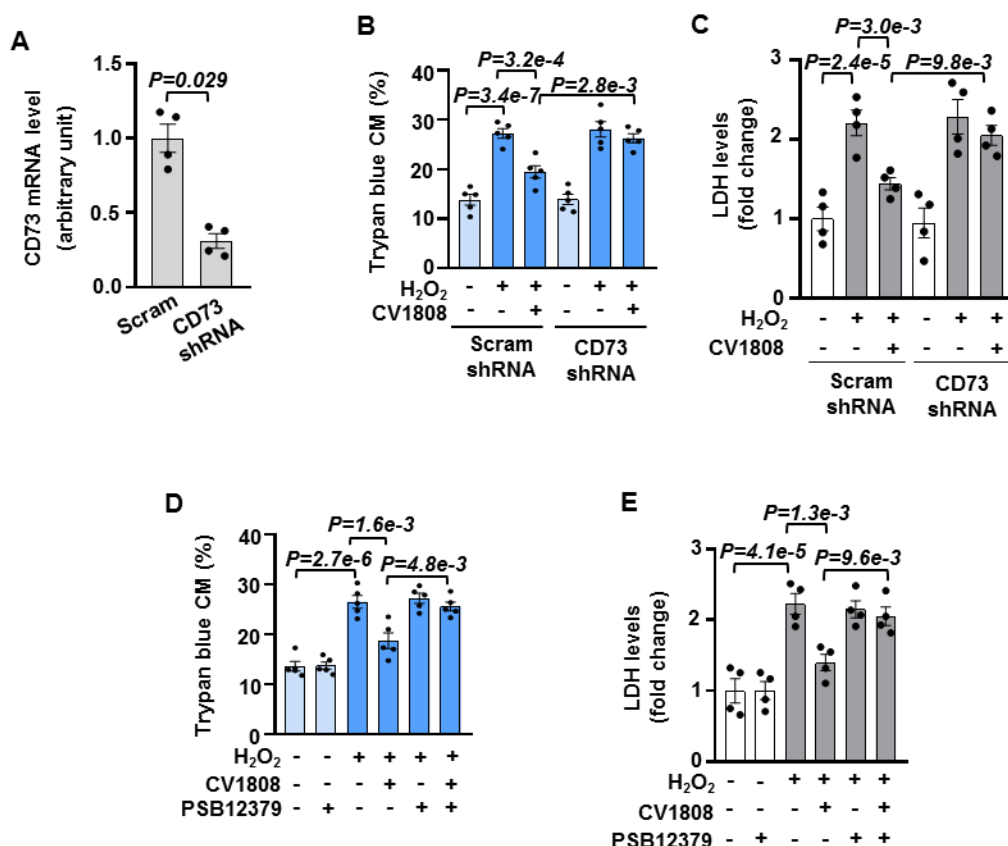 A
CD73 mRNA level
(arbitrary unit)
1.5
1.0
0.5
0.0
P=0.029
Scram
CD73
shRNA
B
Trypan blue CM (%)
40
30
20
10
0
P=3.2e-4
P=3.4e-7
P=2.8e-3
H₂O₂ - + + - + +
CV1808 - - + - - +
Scram
shRNA
CD73
shRNA
C
LDH levels
(fold change)
3
2
1
0
P=3.0e-3
P=2.4e-5
P=9.8e-3
H₂O₂ - + + - + +
CV1808 - - + - - +
Scram
shRNA
CD73
shRNA
D
Trypan blue CM (%)
40
30
20
10
0
P=1.6e-3
P=2.7e-6
P=4.8e-3
H₂O₂ - - + + + +
CV1808 - - - + - +
PSB12379 - + - - + +
E
LDH levels
(fold change)
3
2
1
0
P=1.3e-3
P=4.1e-5
P=9.6e-3
H₂O₂ - - + + + +
CV1808 - - - + - +
PSB12379 - + - - + +